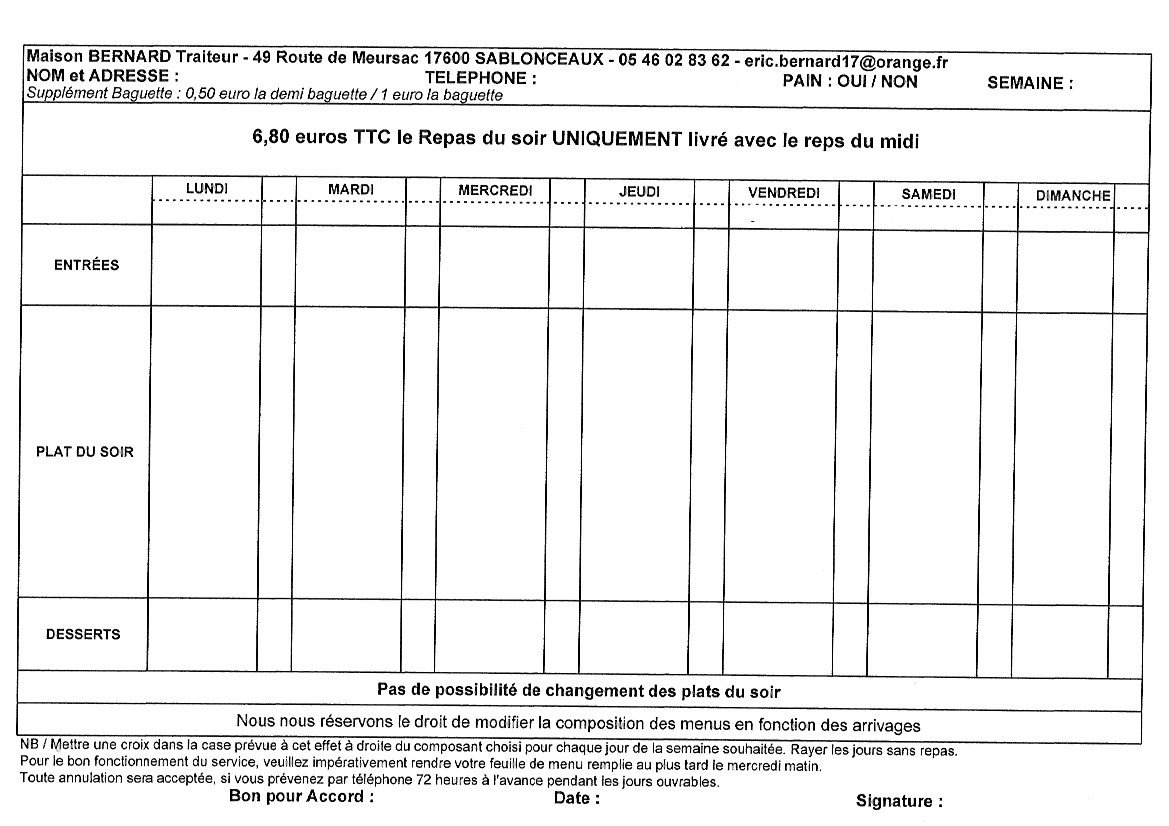 Maison BERNARD Traiteur - 49 Route de Meursac 17600 SABLONCEAUX - 05 46 02 83 62 - eric.bernard17@orange.fr
NOM et ADRESSE : TELEPHONE : PAIN : OUI / NON SEMAINE :
Supplément Baguette : 0,50 euro la demi baguette / 1 euro la baguette
6,80 euros TTC le Repas du soir UNIQUEMENT livré avec le reps du midi
LUNDI MARDI MERCREDI JEUDI VENDREDI SAMEDI DIMANCHE
ENTRÉES
PLAT DU SOIR
DESSERTS
Pas de possibilité de changement des plats du soir
Nous nous réservons le droit de modifier la composition des menus en fonction des arrivages
NB / Mettre une croix dans la case prévue à cet effet à droite du composant choisi pour chaque jour de la semaine souhaitée. Rayer les jours sans repas.
Pour le bon fonctionnement du service, veuillez impérativement rendre votre feuille de menu remplie au plus tard le mercredi matin.
Toute annulation sera acceptée, si vous prévenez par téléphone 72 heures à l'avance pendant les jours ouvrables.
Bon pour Accord : Date : Signature :